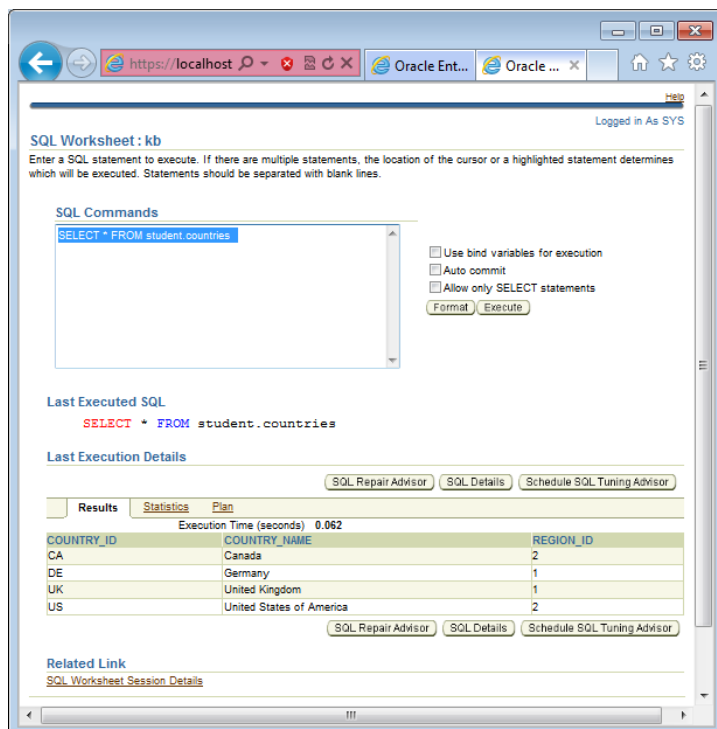 https://localhost
Oracle Ent...
Oracle ...
Help
Logged in As SYS
SQL Worksheet : kb
Enter a SQL statement to execute. If there are multiple statements, the location of the cursor or a highlighted statement determines
which will be executed. Statements should be separated with blank lines.
SQL Commands
SELECT * FROM student.countries
Use bind variables for execution
Auto commit
Allow only SELECT statements
Format Execute
Last Executed SQL
SELECT * FROM student.countries
Last Execution Details
SQL Repair Advisor SQL Details Schedule SQL Tuning Advisor
Results Statistics Plan
Execution Time (seconds) 0.062
COUNTRY_ID COUNTRY_NAME REGION_ID
CA Canada 2
DE Germany 1
UK United Kingdom 1
US United States of America 2
SQL Repair Advisor SQL Details Schedule SQL Tuning Advisor
Related Link
SQL Worksheet Session Details